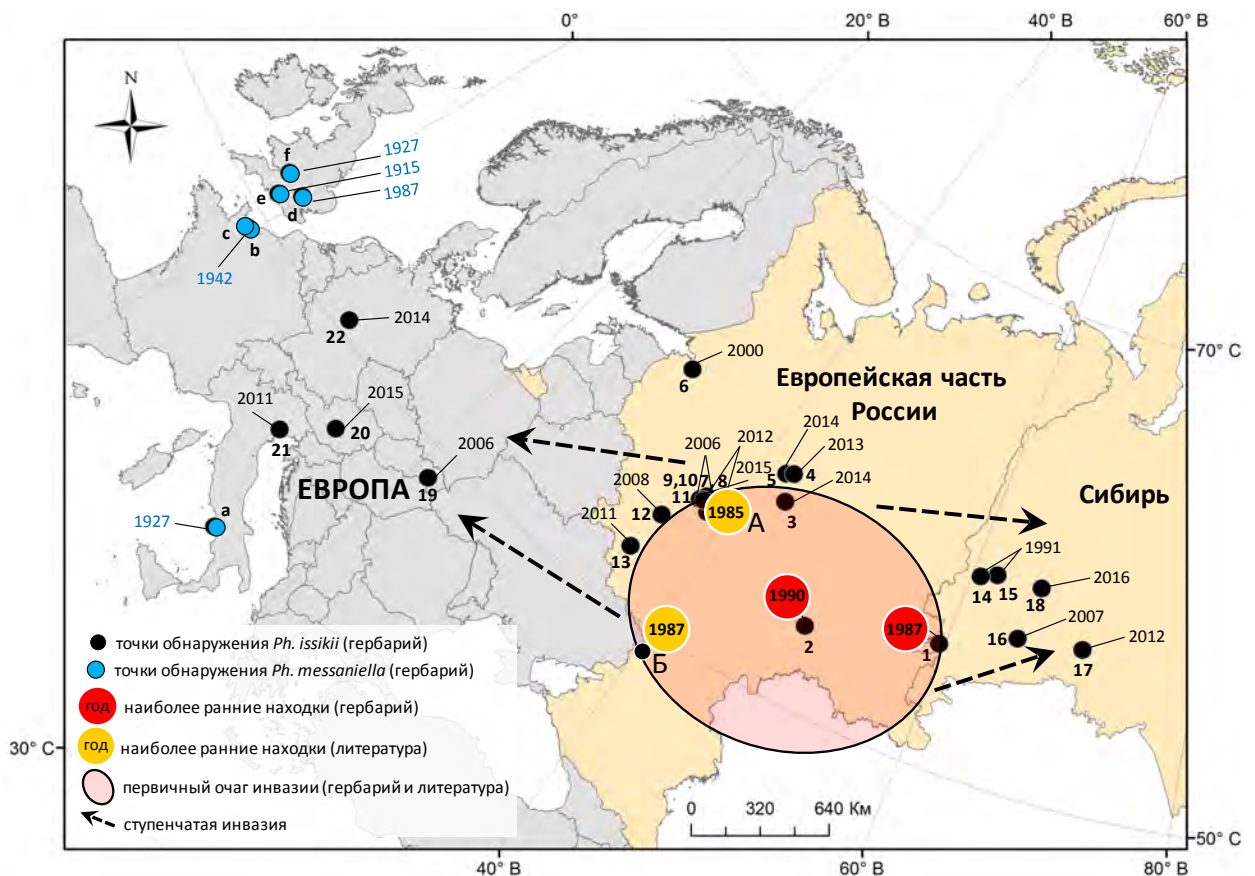 0°
20° В
40° В
60° В
N
f
1927
1915
e
1987
d
c
b
1942
2014
22
2000
6
70° С
Европейская часть
России
2011
2015
21
20
2006
19
ЕВРОПА
2014
2012
2013
2006
2015
5
4
9,10
7
8
11
2014
3
2008
12
1985
А
Сибирь
a
1927
2011
13
1991
14
15
2016
18
1990
2
1987
Б
1987
1
2007
16
2012
17
точки обнаружения Ph. issikii (гербарий)
точки обнаружения Ph. messaniella (гербарий)
год наиболее ранние находки (гербарий)
год наиболее ранние находки (литература)
первичный очаг инвазии (гербарий и литература)
ступенчатая инвазия
30° С
0 320 640 Км
50° С
40° В
60° В
80° В